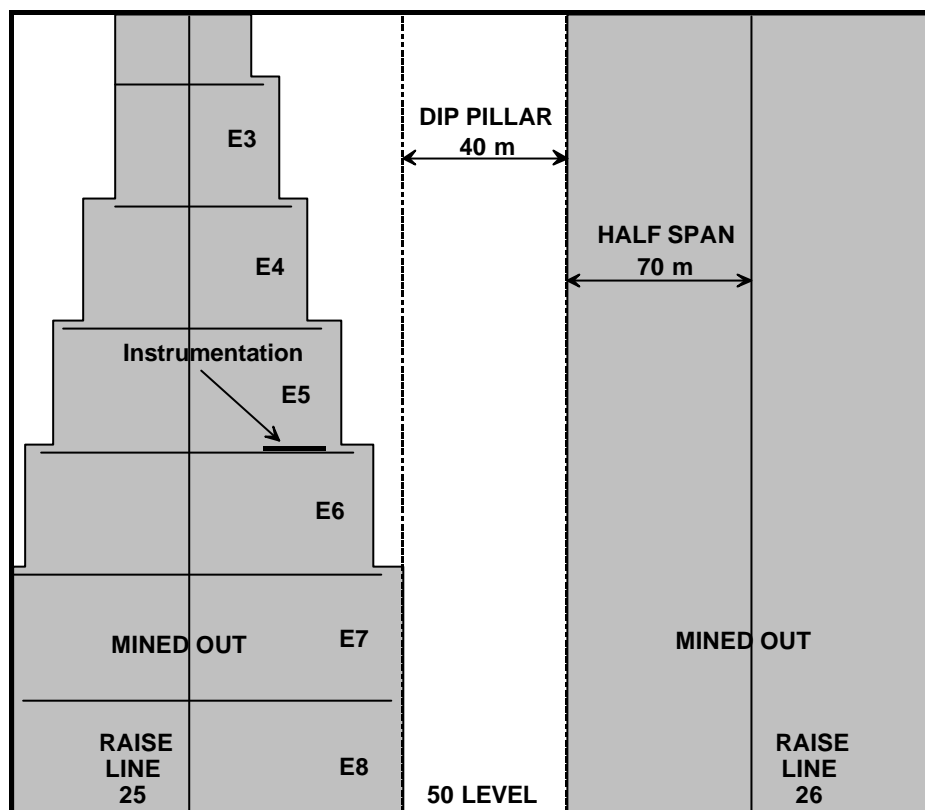 DIP PILLAR
40 m
E3
HALF SPAN
70 m
E4
Instrumentation
E5
E6
MINED OUT
E7
MINED OUT
RAISE
LINE
25
E8
50 LEVEL
RAISE
LINE
26